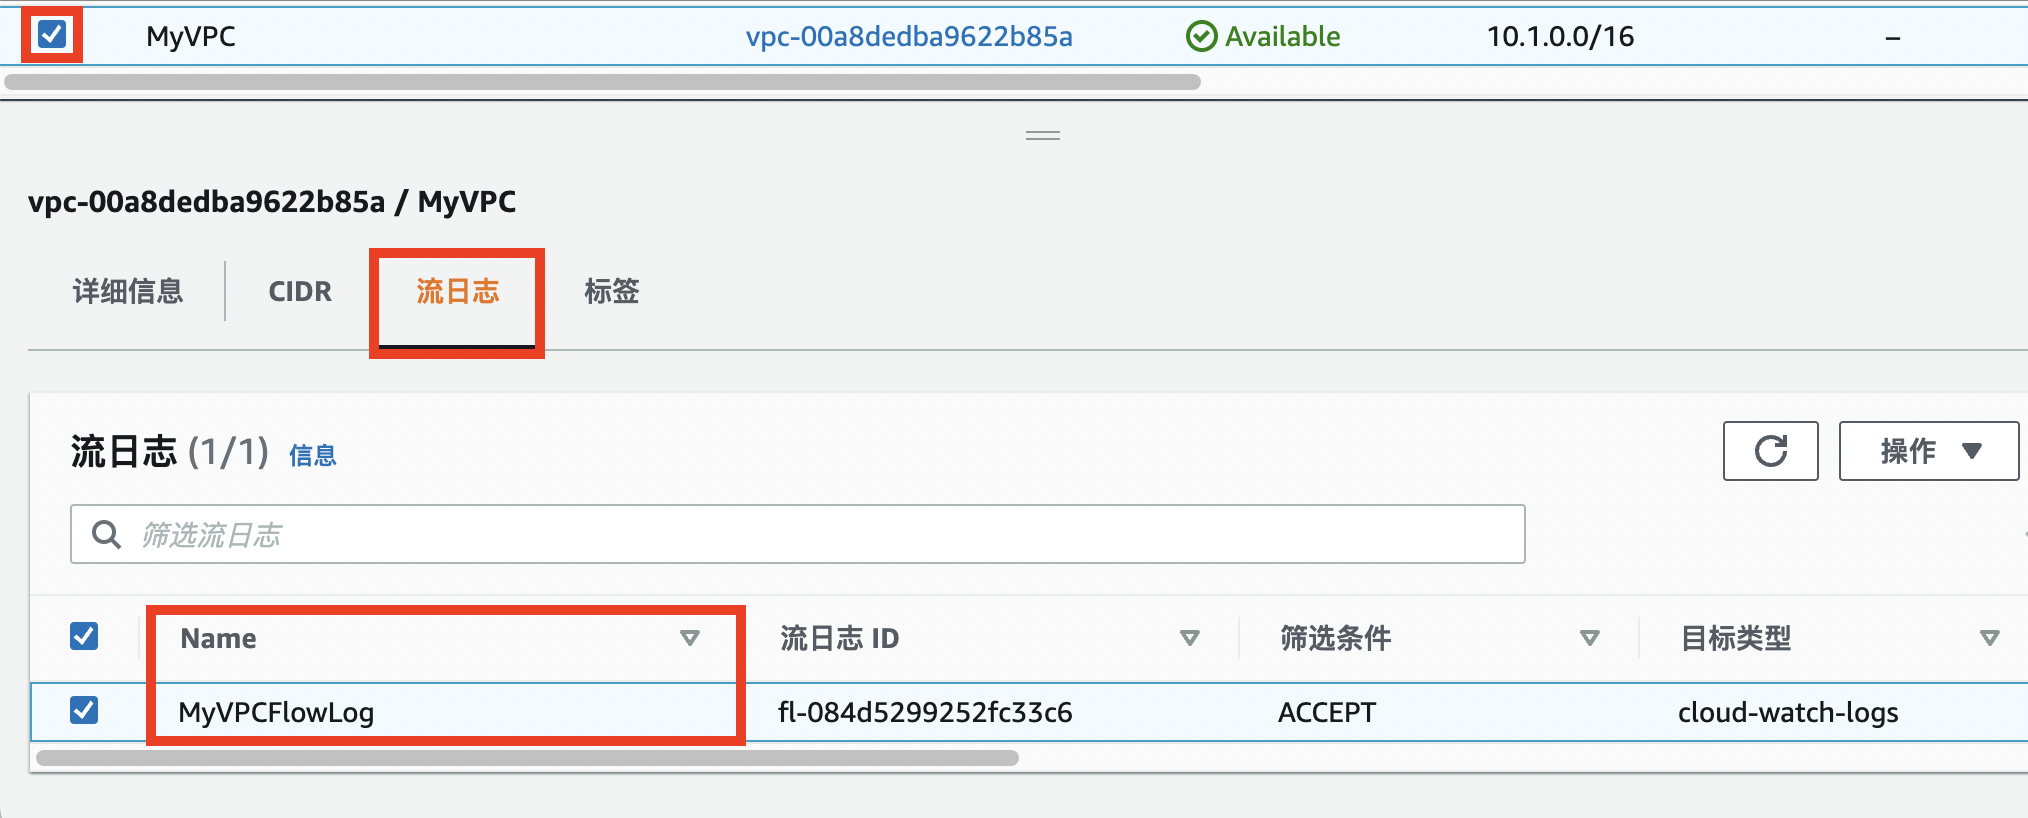 MyVPC vpc-00a8dedba9622b85a Available 10.1.0.0/16 –
vpc-00a8dedba9622b85a / MyVPC
详细信息 CIDR 流日志 标签
流日志 (1/1) 信息 操作
筛选流日志
Name 流日志 ID 筛选条件 目标类型
MyVPCFlowLog fl-084d5299252fc33c6 ACCEPT cloud-watch-logs